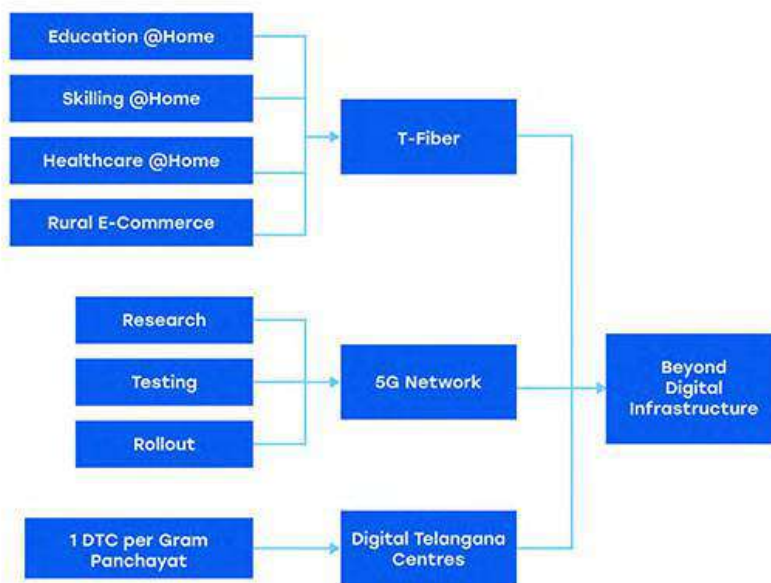 Education @Home
Skilling @Home
Healthcare @Home
Rural E-Commerce
T-Fiber
Research
Testing
Rollout
5G Network
1 DTC per Gram
Panchayat
Digital Telangana
Centres
Beyond
Digital
Infrastructure